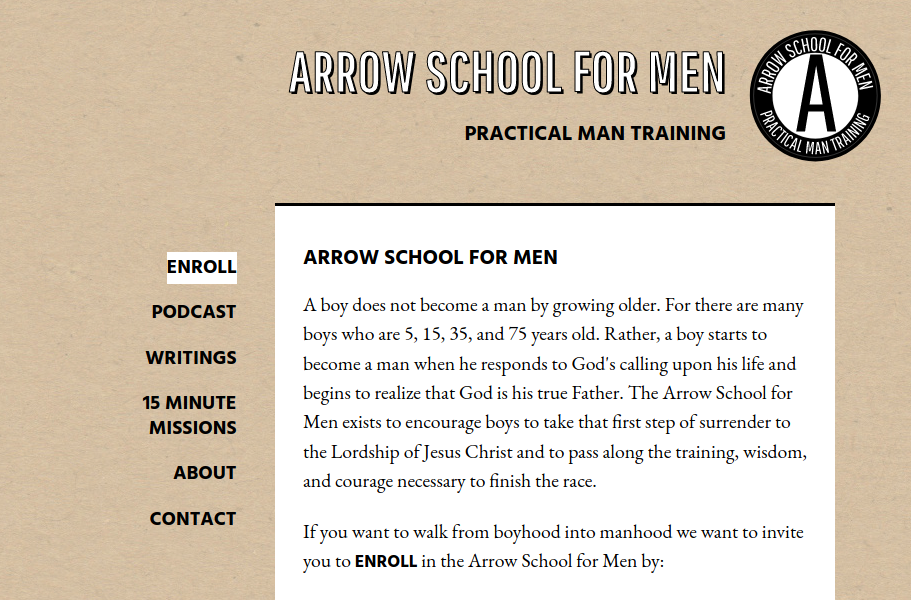 ARROW SCHOOL FOR MEN
PRACTICAL MAN TRAINING
ARROW SCHOOL FOR MEN
A
PRACTICAL MAN TRAINING
ENROLL
PODCAST
WRITINGS
15 MINUTE
MISSIONS
ABOUT
CONTACT
ARROW SCHOOL FOR MEN
A boy does not become a man by growing older. For there are many
boys who are 5, 15, 35, and 75 years old. Rather, a boy starts to
become a man when he responds to God's calling upon his life and
begins to realize that God is his true Father. The Arrow School for
Men exists to encourage boys to take that first step of surrender to
the Lordship of Jesus Christ and to pass along the training, wisdom,
and courage necessary to finish the race.
If you want to walk from boyhood into manhood we want to invite
you to ENROLL in the Arrow School for Men by: